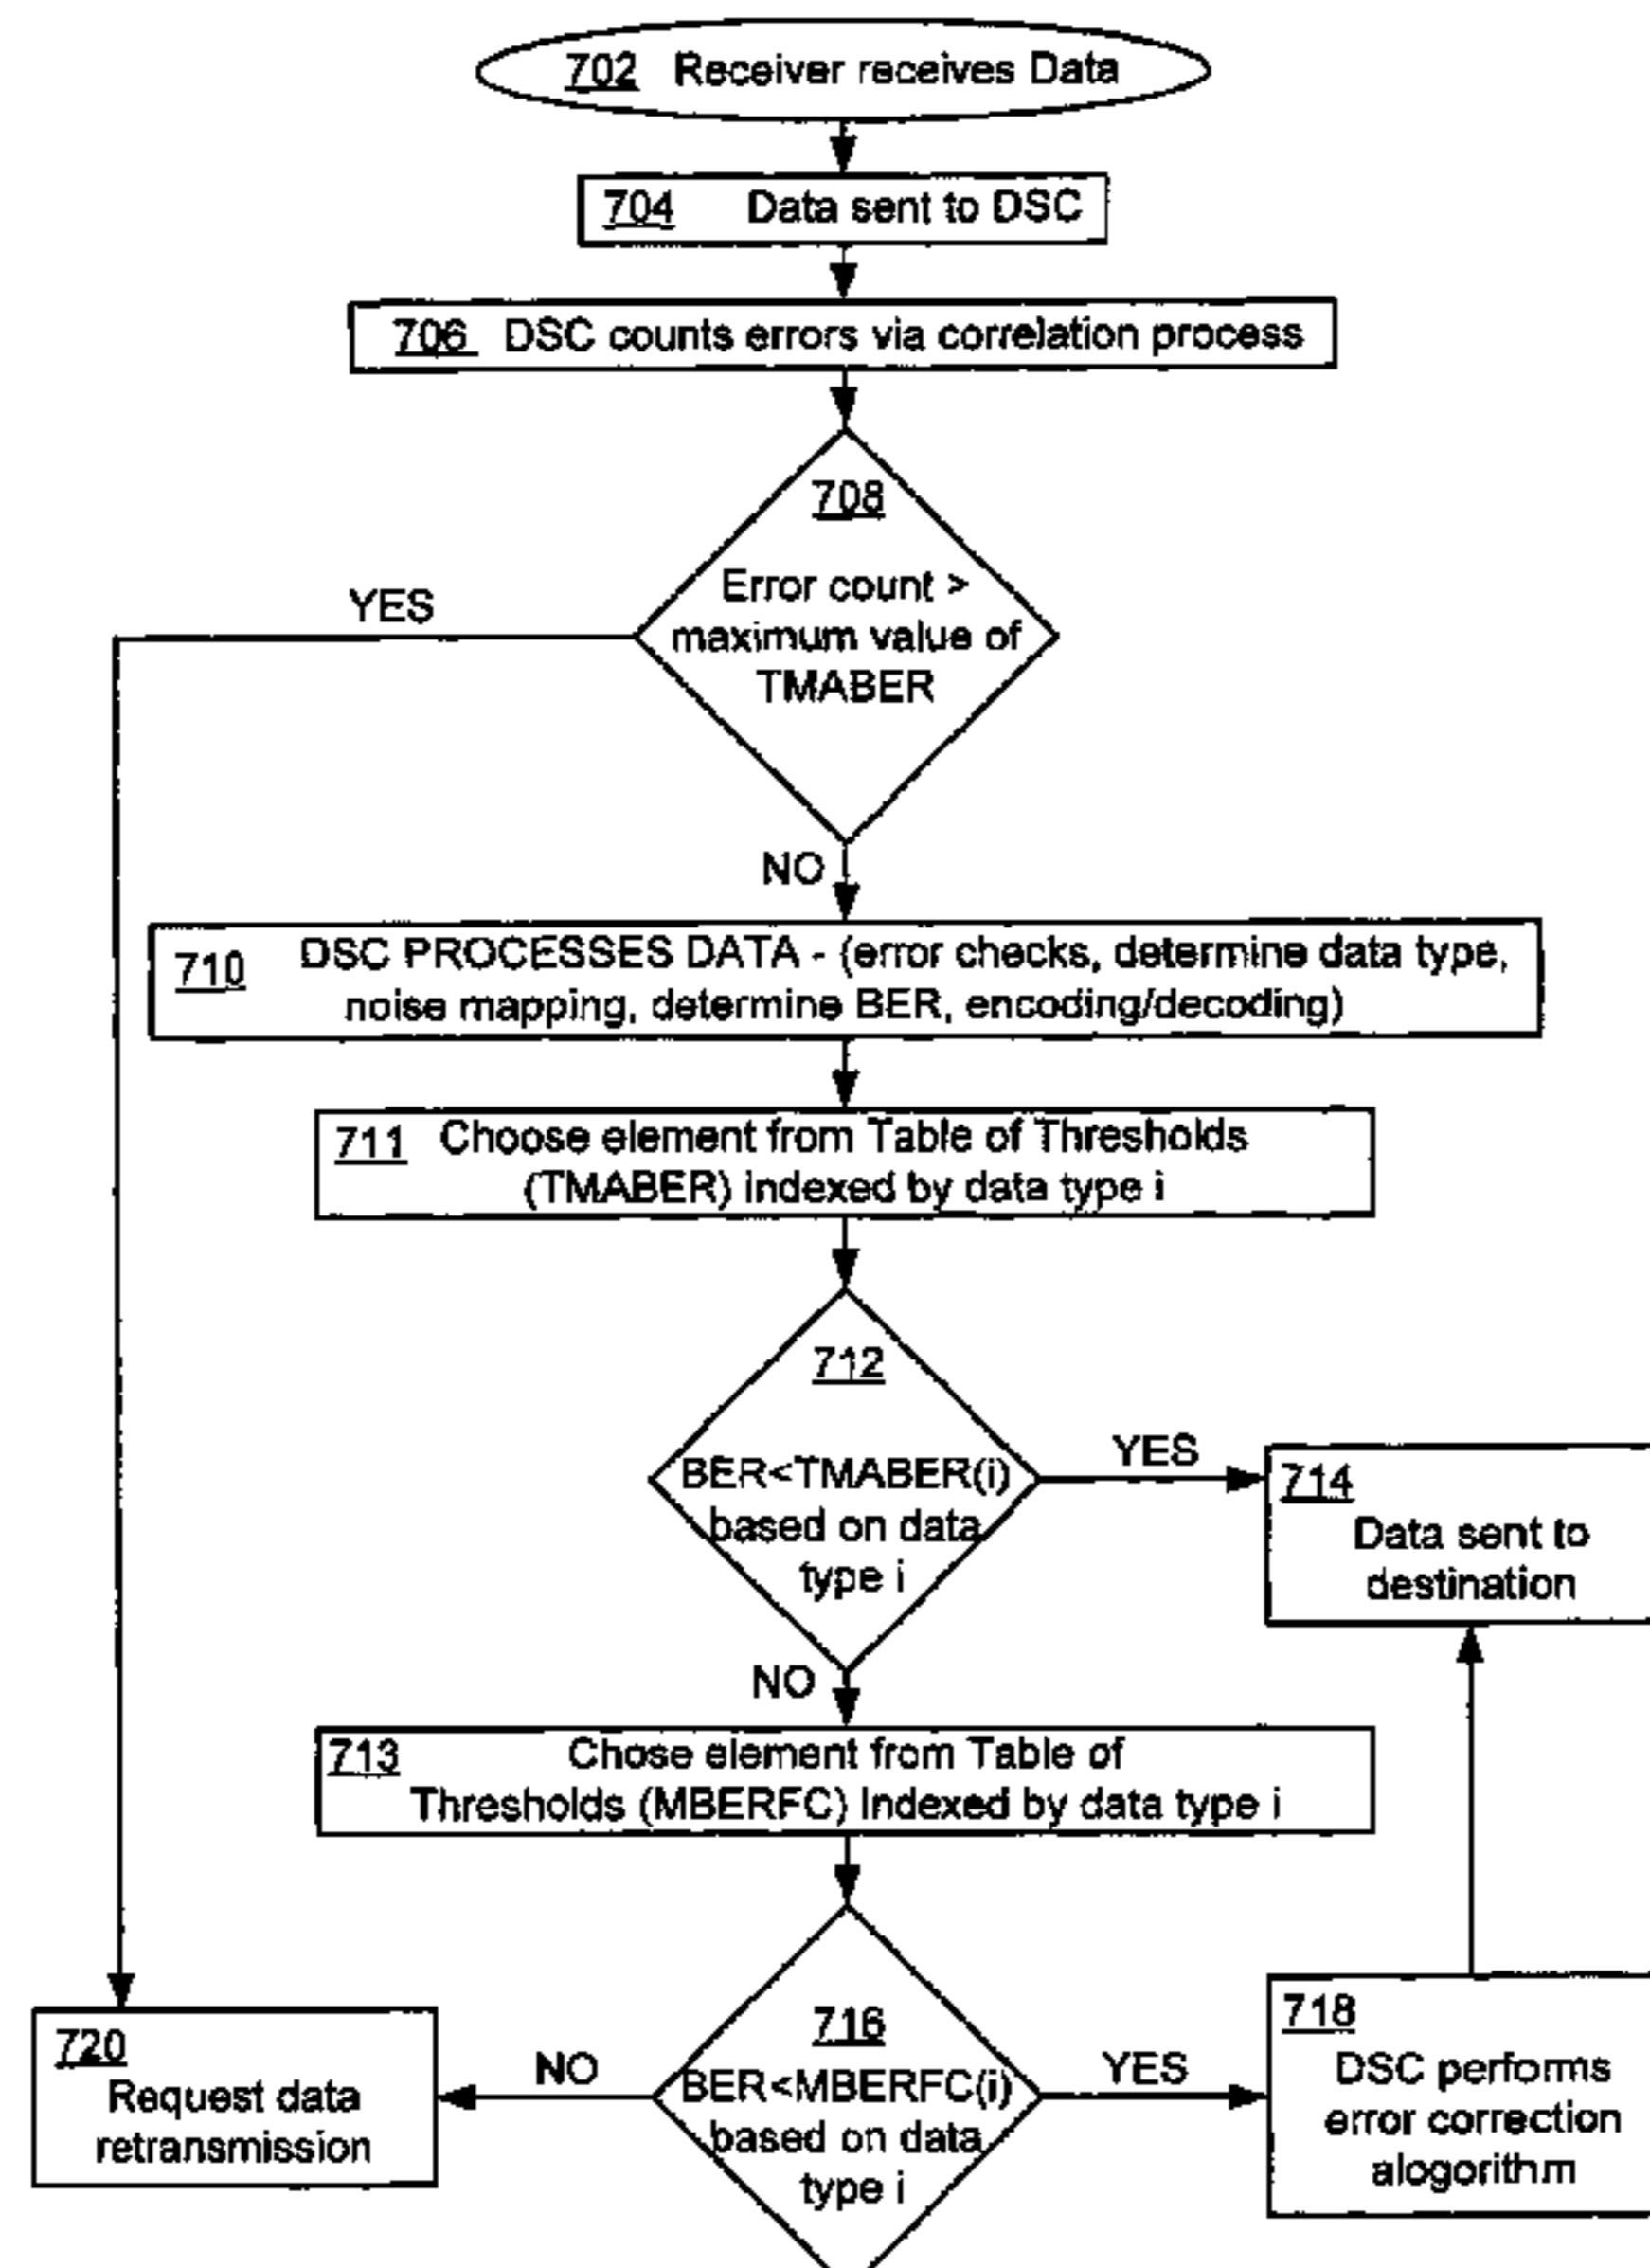 702 Receiver receives Data
704 Data sent to DSC
706 DSC counts errors via correlation process
708
Error count >
maximum value of
TMABER
YES
NO
710 DSC PROCESSES DATA - (error checks, determine data type,
noise mapping, determine BER, encoding/decoding)
711 Choose element from Table of Thresholds
(TMABER) indexed by data type i
712
BER<TMABER(i)
based on data
type i
YES
714
Data sent to
destination
NO
713 Chose element from Table of
Thresholds (MBERFC) Indexed by data type i
716
BER<MBERFC(i)
based on data
type i
NO
720
Request data
retransmission
YES
718
DSC performs
error correction
alogorithm